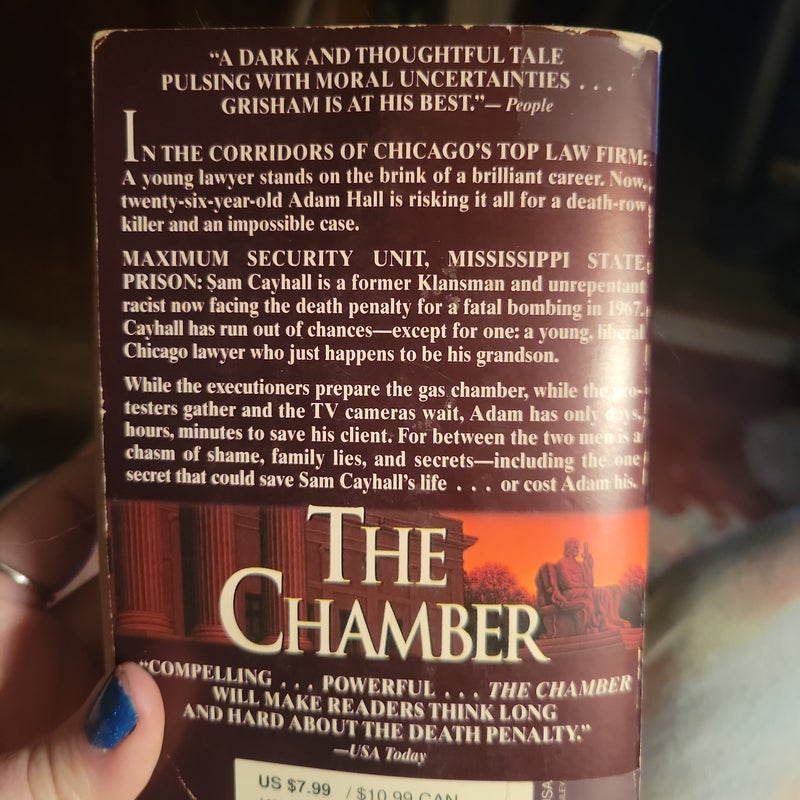 “A DARK AND THOUGHTFUL TALE
PULSING WITH MORAL UNCERTAINTIES . . .
GRISHAM IS AT HIS BEST.”—People
IN THE CORRIDORS OF CHICAGO’S TOP LAW FIRM:
A young lawyer stands on the brink of a brilliant career. Now,
twenty-six-year-old Adam Hall is risking it all for a death-row
killer and an impossible case.
MAXIMUM SECURITY UNIT, MISSISSIPPI STATE
PRISON: Sam Cayhall is a former Klansman and unrepentant
racist now facing the death penalty for a fatal bombing in 1967.
Cayhall has run out of chances—except for one: a young, liberal
Chicago lawyer who just happens to be his grandson.
While the executioners prepare the gas chamber, while the pro-
testers gather and the TV cameras wait, Adam has only days,
hours, minutes to save his client. For between the two men is a
chasm of shame, family lies, and secrets—including the one
secret that could save Sam Cayhall’s life . . . or cost Adam his.
THE
CHAMBER
“COMPELLING . . . POWERFUL . . . THE CHAMBER
WILL MAKE READERS THINK LONG
AND HARD ABOUT THE DEATH PENALTY.”
—USA Today
US $7.99 / $10.99 CAN